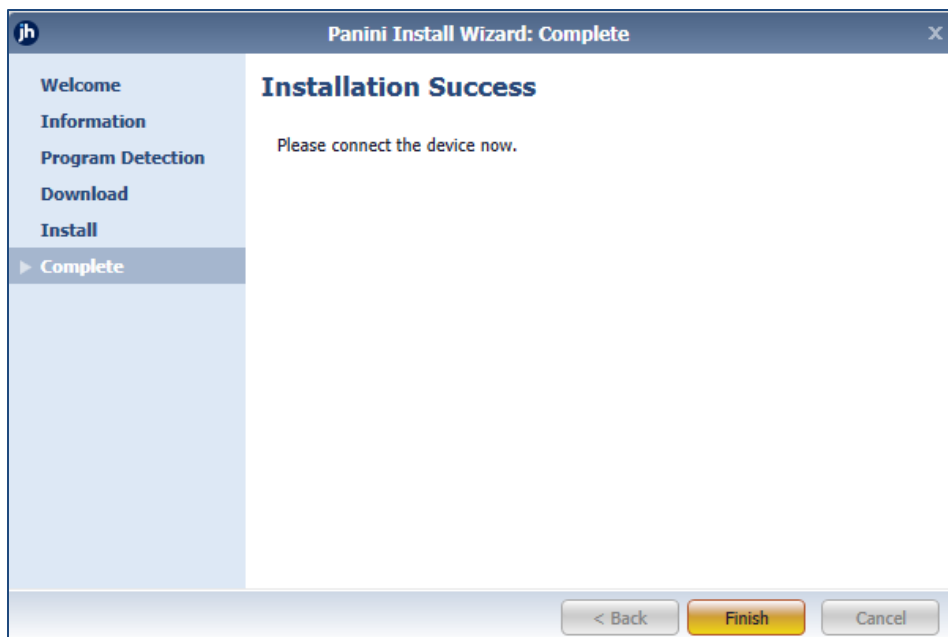 jh
Panini Install Wizard: Complete
x
Welcome
Information
Program Detection
Download
Install
Complete
Installation Success
Please connect the device now.
< Back
Finish
Cancel